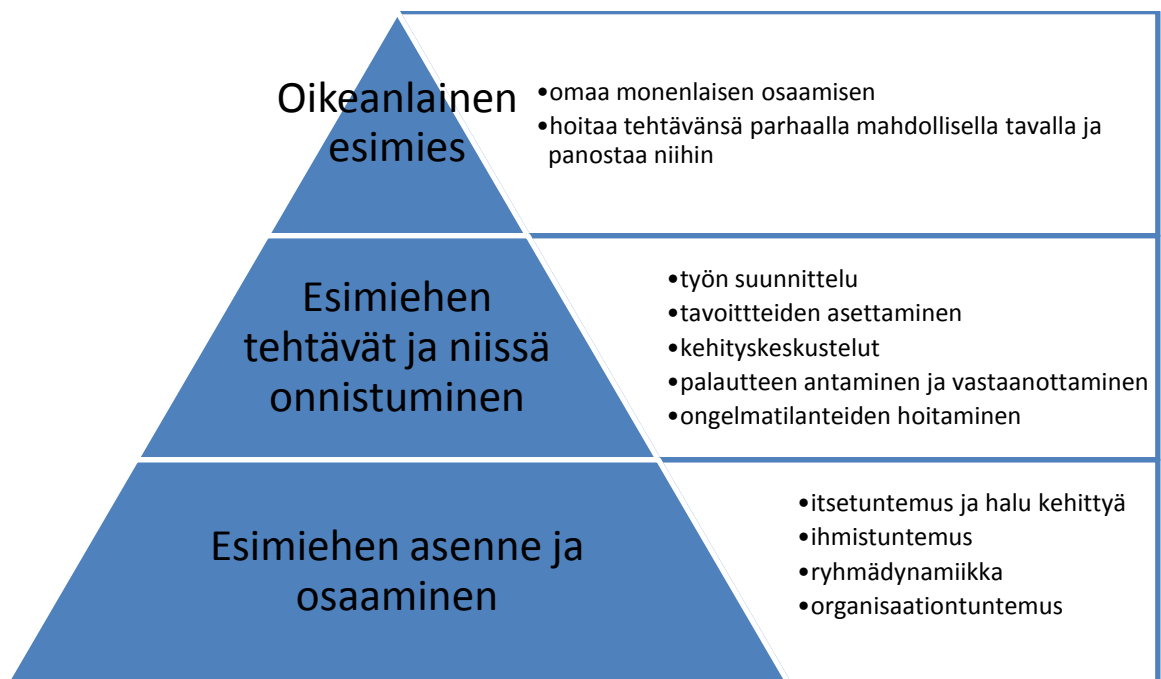 Oikeanlainen
esimies
•omaa monenlaisen osaamisen
•hoitaa tehtävänsä parhaalla mahdollisella tavalla ja
panostaa niihin
Esimiehen
tehtävät ja niissä
onnistuminen
•työn suunnittelu
•tavoittteiden asettaminen
•kehityskeskustelut
•palautteen antaminen ja vastaanottaminen
•ongelmatilanteiden hoitaminen
Esimiehen asenne ja
osaaminen
•itsetuntemus ja halu kehittyä
•ihmistuntemus
•ryhmädynamiikka
•organisaationtuntemus